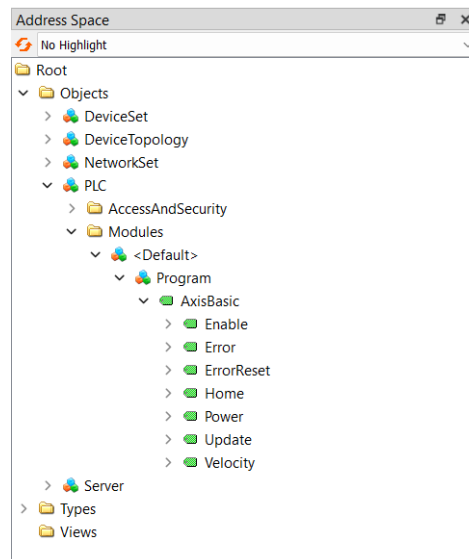 Address Space
No Highlight
Root
Objects
DeviceSet
DeviceTopology
NetworkSet
PLC
AccessAndSecurity
Modules
<Default>
Program
AxisBasic
Enable
Error
ErrorReset
Home
Power
Update
Velocity
Server
Types
Views